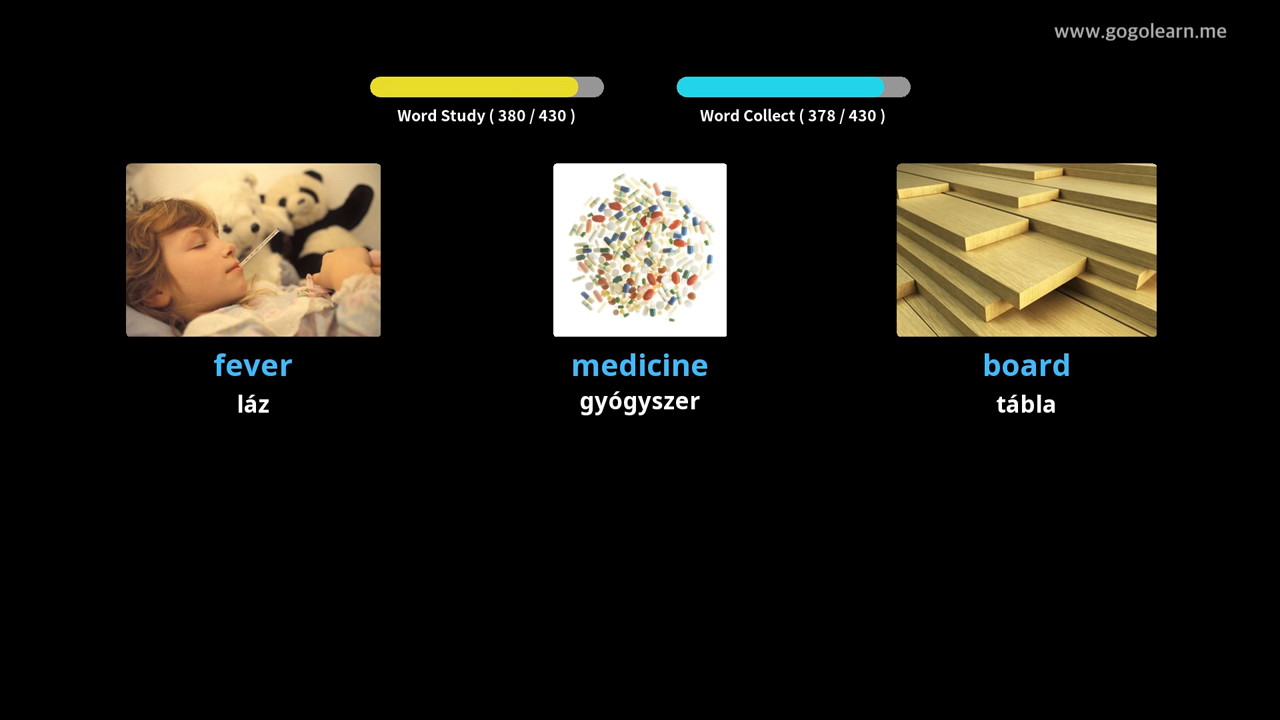 www.gogolearn.me
Word Study ( 380 / 430 )
Word Collect ( 378 / 430 )
fever
medicine
board
láz
gyógyszer
tábla